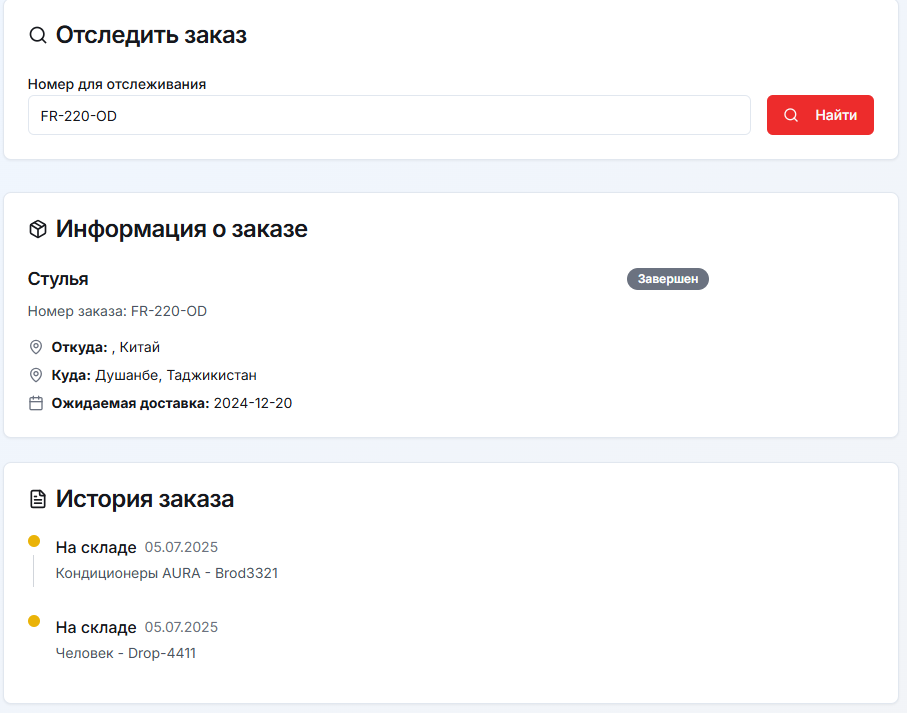 Отследить заказ
Номер для отслеживания
FR-220-OD
Найти
Информация о заказе
Стулья
Завершен
Номер заказа: FR-220-OD
Откуда: , Китай
Куда: Душанбе, Таджикистан
Ожидаемая доставка: 2024-12-20
История заказа
На складе 05.07.2025
Кондиционеры AURA - Brod3321
На складе 05.07.2025
Человек - Drop-4411